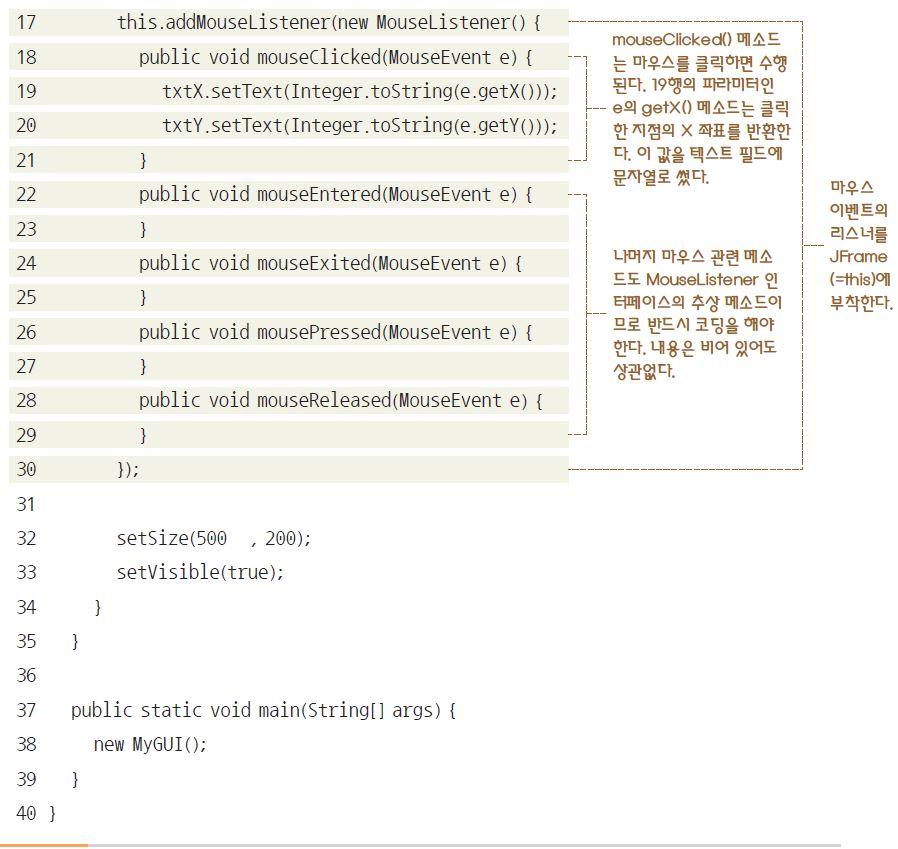 17 this.addMouseListener(new MouseListener() {
18 public void mouseClicked(MouseEvent e) {
19 txtX.setText(Integer.toString(e.getX()));
20 txtY.setText(Integer.toString(e.getY()));
21 }
22 public void mouseEntered(MouseEvent e) {
23 }
24 public void mouseExited(MouseEvent e) {
25 }
26 public void mousePressed(MouseEvent e) {
27 }
28 public void mouseReleased(MouseEvent e) {
29 }
30 });
31
32 setSize(500 , 200);
33 setVisible(true);
34 }
35 }
36
37 public static void main(String[] args) {
38 new MyGUI();
39 }
40 }
mouseClicked() 메소드
는 마우스를 클릭하면 수행
된다. 19행의 파라미터인
e의 getX() 메소드는 클릭
한 지점의 X 좌표를 반환한
다. 이 값을 텍스트 필드에
문자열로 썼다.
나머지 마우스 관련 메소
드도 MouseListener 인
터페이스의 추상 메소드이
므로 반드시 코딩을 해야
한다. 내용은 비어 있어도
상관없다.
마우스
이벤트의
리스너를
JFrame
(=this)에
부착한다.